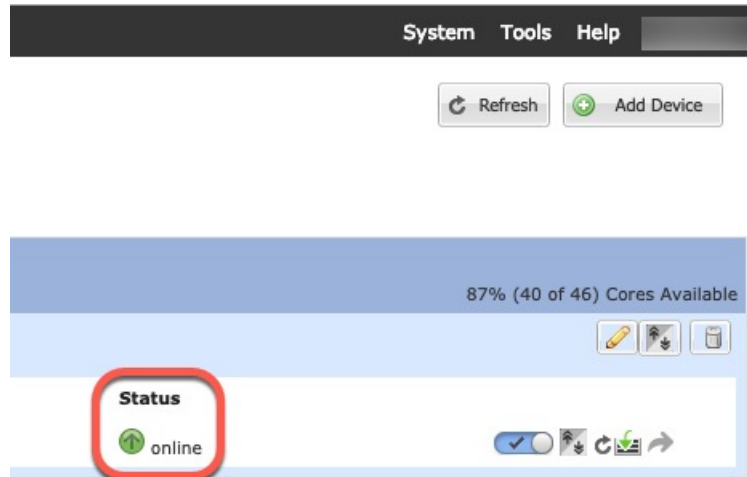 System Tools Help
Refresh Add Device
87% (40 of 46) Cores Available
Status
online